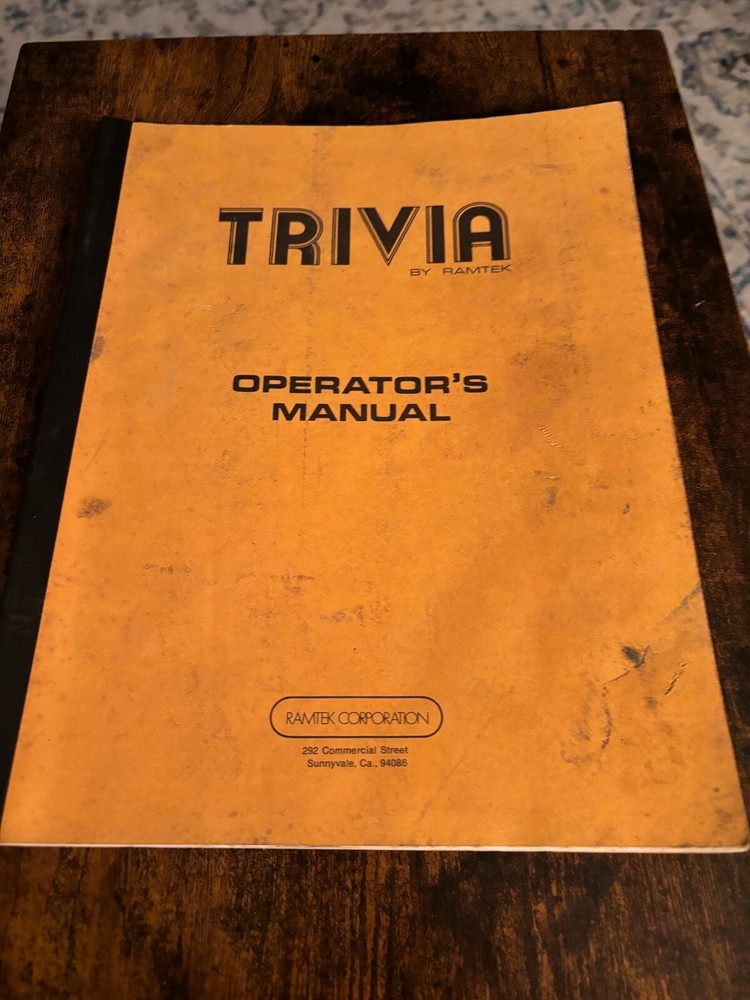 TRIVIA
BY RAMTEK
OPERATOR'S
MANUAL
RAMTEK CORPORATION
292 Commercial Street
Sunnyvale, Ca., 94086